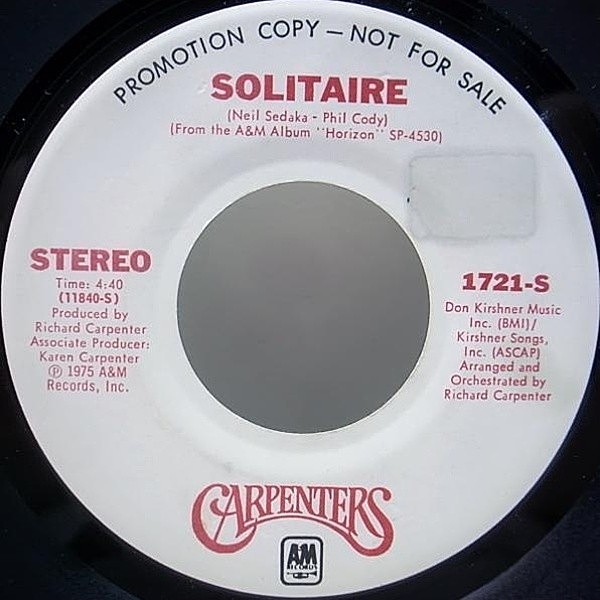 PROMOTION COPY — NOT FOR SALE
SOLITAIRE
(Neil Sedaka - Phil Cody)
(From the A&M Album "Horizon" SP-4530)
STEREO
Time: 4:40
(11840-S)
Produced by
Richard Carpenter
Associate Producer:
Karen Carpenter
℗ 1975 A&M
Records, Inc.
1721-S
Don Kirshner Music
Inc. (BMI)/
Kirshner Songs,
Inc. (ASCAP)
Arranged and
Orchestrated by
Richard Carpenter
CARPENTERS
A&M
RECORDS